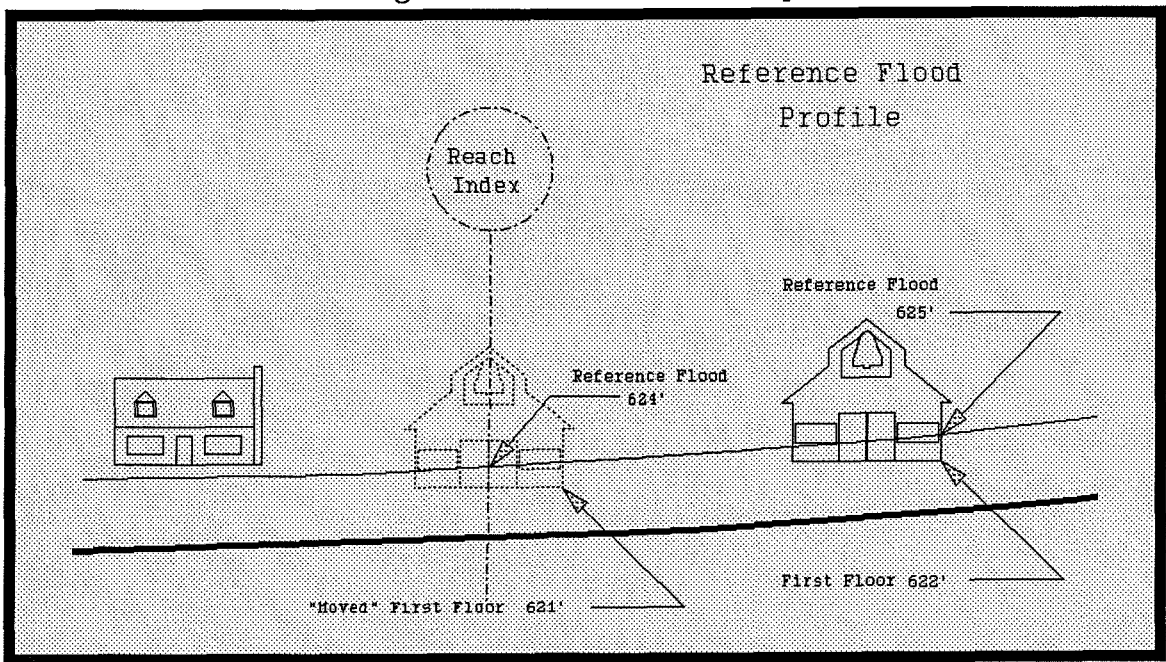 Reference Flood
Profile
Reach
Index
Reference Flood
625'
Reference Flood
624'
First Floor 622'
"Moved" First Floor 621'